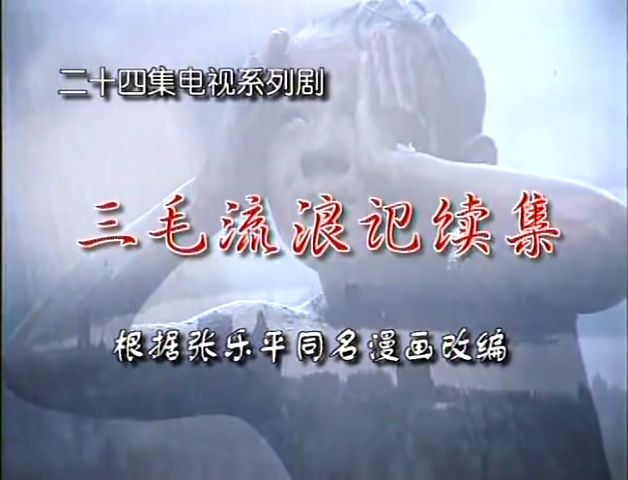 二十四集电视系列剧
三毛流浪记续集
根据张乐平同名漫画改编